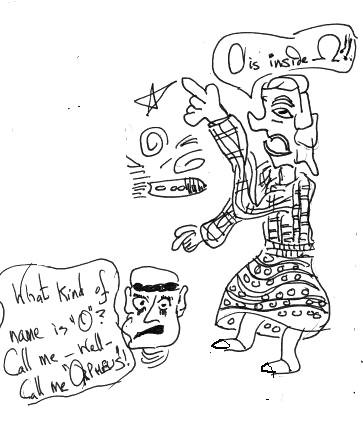 O is inside Ω!!
What kind of
name is "O"?
Call me - Well -
Call me "ORPHEUS"!